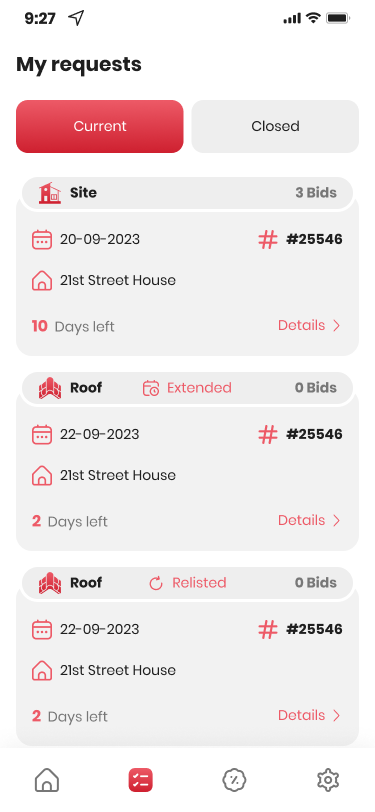 9:27
My requests
Current Closed
Site 3 Bids
20-09-2023 #25546
21st Street House
10 Days left Details
Roof Extended 0 Bids
22-09-2023 #25546
21st Street House
2 Days left Details
Roof Relisted 0 Bids
22-09-2023 #25546
21st Street House
2 Days left Details